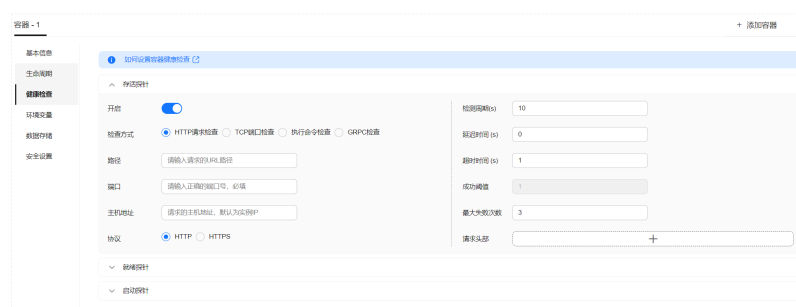 容器 - 1
+ 添加容器
基本信息
生命周期
健康检查
环境变量
数据存储
安全设置
如何设置容器健康检查
存活探针
开启
检查方式 HTTP请求检查 TCP端口检查 执行命令检查 GRPC检查
路径 请输入请求的URL路径
端口 请输入正确的端口号，必填
主机地址 请求的主机地址，默认为实例IP
协议 HTTP HTTPS
检测周期(s) 10
延迟时间 (s) 0
超时时间 (s) 1
成功阈值 1
最大失败次数 3
请求头部
就绪探针
启动探针